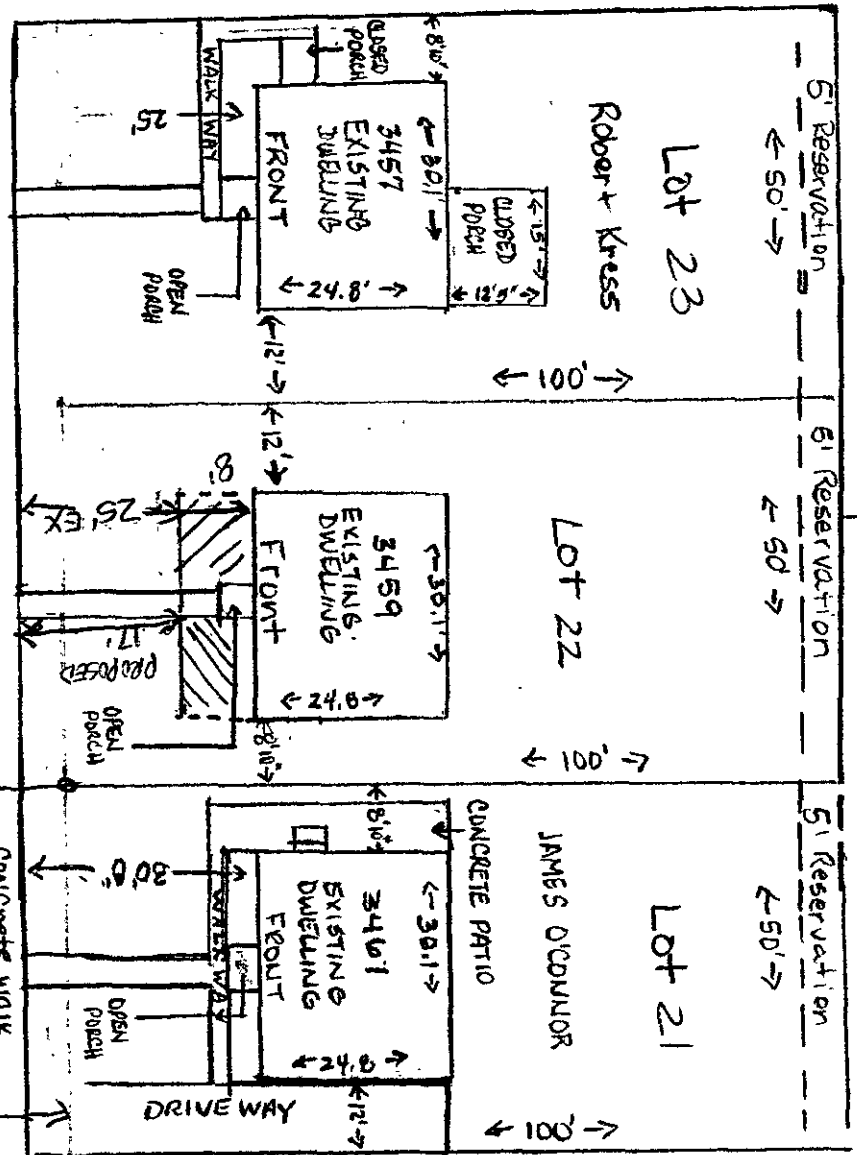 5' Reservation
← 50' →
Lot 23
Robert Kress
← 100' →
← 8'10" →
CLOSED
PORCH
← 15' →
CLOSED
PORCH
← 12'5" →
← 30.1' →
3457
EXISTING
DWELLING
← 24.8' →
FRONT
WALK WAY
25'
OPEN
PORCH
← 12' →
5' Reservation
← 50' →
Lot 22
← 100' →
← 12' →
← 30.1' →
3459
EXISTING
DWELLING
← 24.8 →
Front
8'
25' EX
17'
PROPOSED
OPEN
PORCH
← 8'10" →
5' Reservation
← 50' →
Lot 21
JAMES O'CONNOR
← 100' →
CONCRETE PATIO
← 8'10" →
← 30.1 →
3461
EXISTING
DWELLING
← 24.8 →
FRONT
WALK WAY
30'0"
OPEN
PORCH
← 12' →
DRIVE WAY